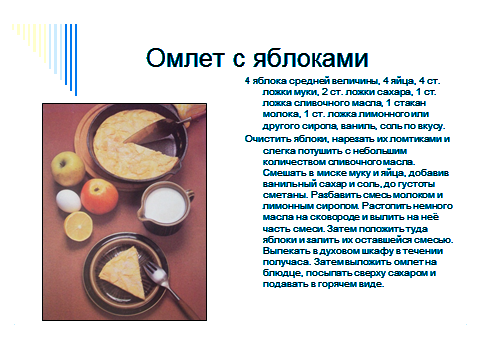 Омлет с яблоками
4 яблока средней величины, 4 яйца, 4 ст.
ложки муки, 2 ст. ложки сахара, 1 ст.
ложка сливочного масла, 1 стакан
молока, 1 ст. ложка лимонного или
другого сиропа, ваниль, соль по вкусу.
Очистить яблоки, нарезать их ломтиками и
слегка потушить с небольшим
количеством сливочного масла.
Смешать в миске муку и яйца, добавив
ванильный сахар и соль, до густоты
сметаны. Разбавить смесь молоком и
лимонным сиропом. Растопить немного
масла на сковороде и вылить на неё
часть смеси. Затем положить туда
яблоки и залить их оставшейся смесью.
Выпекать в духовом шкафу в течении
получаса. Затем выложить омлет на
блюдце, посыпать сверху сахаром и
подавать в горячем виде.